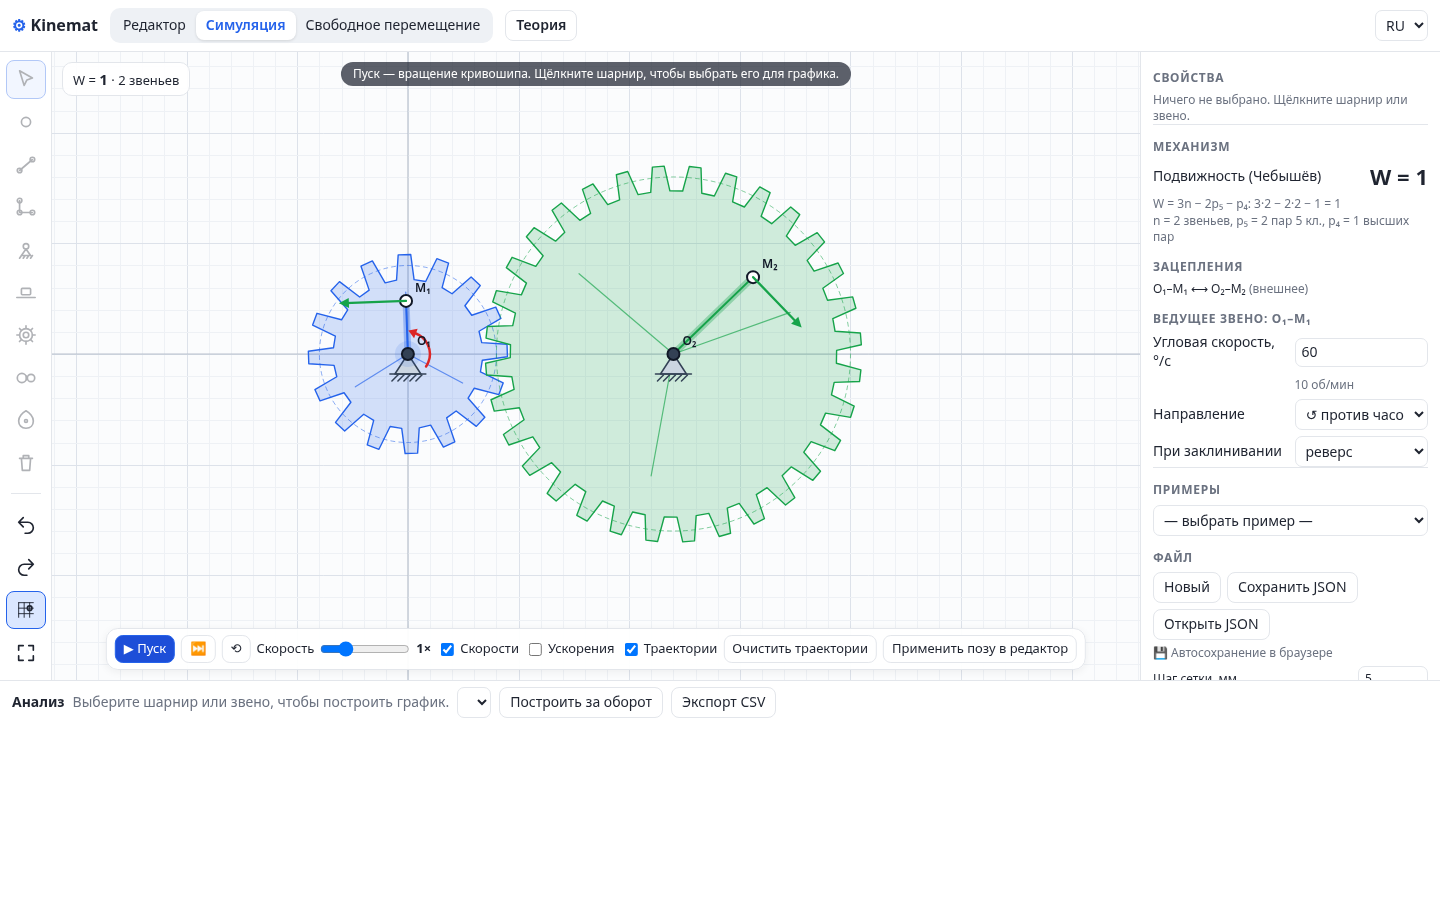 ⚙ Kinemat Редактор Симуляция Свободное перемещение Теория RU
W = 1 · 2 звеньев
Пуск — вращение кривошипа. Щёлкните шарнир, чтобы выбрать его для графика.
M₁
O₁
M₂
O₂
СВОЙСТВА
Ничего не выбрано. Щёлкните шарнир или
звено.
МЕХАНИЗМ
Подвижность (Чебышёв) W = 1
W = 3n − 2p₅ − p₄: 3·2 − 2·2 − 1 = 1
n = 2 звеньев, p₅ = 2 пар 5 кл., p₄ = 1 высших
пар
ЗАЦЕПЛЕНИЯ
O₁–M₁ ⟷ O₂–M₂ (внешнее)
ВЕДУЩЕЕ ЗВЕНО: O₁–M₁
Угловая скорость,
°/с
60
10 об/мин
Направление ↺ против часо
При заклинивании реверс
ПРИМЕРЫ
— выбрать пример —
ФАЙЛ
Новый Сохранить JSON
Открыть JSON
💾 Автосохранение в браузере
Шаг сетки, мм 5
▶ Пуск ⏩ ⟲ Скорость 1× Скорости Ускорения Траектории Очистить траектории Применить позу в редактор
Анализ Выберите шарнир или звено, чтобы построить график. Построить за оборот Экспорт CSV